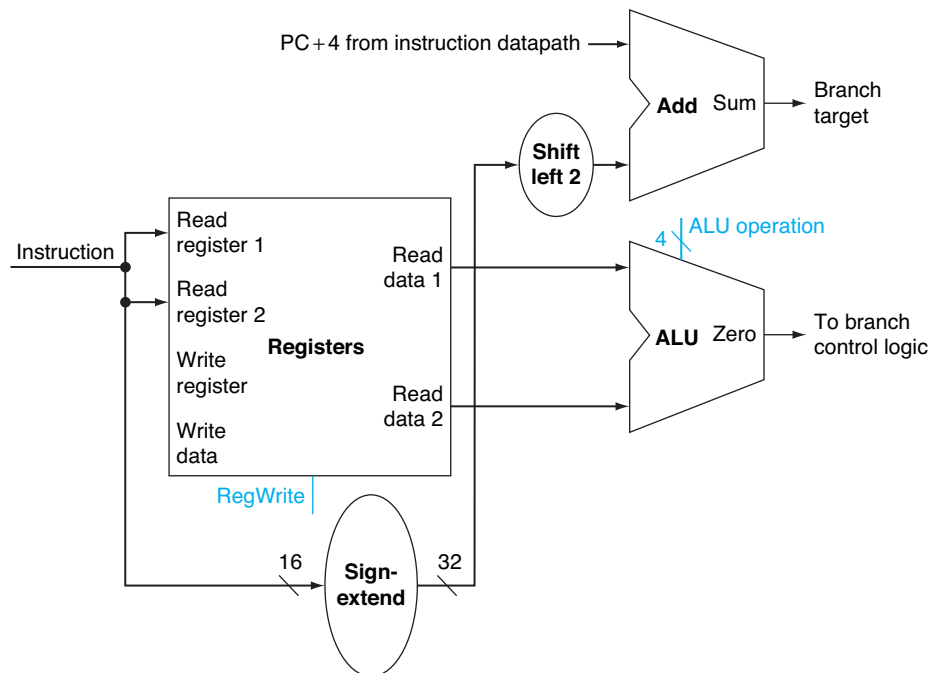 PC+4 from instruction datapath
Add Sum
Branch
target
Shift
left 2
Instruction
Read
register 1
Read
register 2
Write
register
Write
data
Registers
Read
data 1
Read
data 2
RegWrite
4
ALU operation
ALU Zero
To branch
control logic
16
Sign-
extend
32